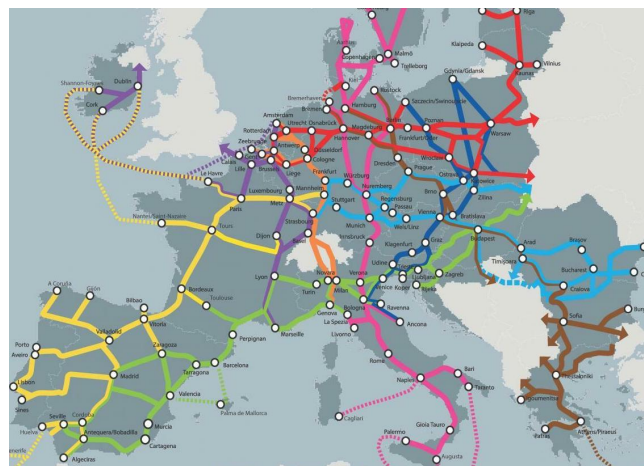 Riga
Aarhus
Copenhagen
Malmö
Trelleborg
Klaipeda
Kaunas
Vilnius
Dublin
Shannon-Foynes
Cork
Kiel
Rostock
Gdynia/Gdansk
Bremerhaven
Bremen
Hamburg
Szczecin/Swinoujscie
Amsterdam
Utrecht
Osnabrück
Rotterdam
Zeebrugge
Hannover
Magdeburg
Berlin
Frankfurt/Oder
Poznan
Warsaw
Antwerp
Düsseldorf
Calais
Lille
Brussels
Cologne
Liege
Dresden
Wroclaw
Le Havre
Frankfurt
Prague
Ostrava
Katowice
Luxembourg
Mannheim
Würzburg
Nuremberg
Brno
Zilina
Paris
Metz
Stuttgart
Regensburg
Passau
Wels/Linz
Vienna
Bratislava
Nantes/Saint-Nazaire
Tours
Strasbourg
Munich
Budapest
Dijon
Basel
Innsbruck
Klagenfurt
Graz
Arad
Brasov
Udine
Timişoara
Bucharest
Lyon
Novara
Milan
Verona
Venice
Koper
Ljubljana
Zagreb
Rijeka
Craiova
A Coruña
Gijón
Bordeaux
Turin
Bilbao
Toulouse
Genova
Bologna
Ravenna
Vitoria
La Spezia
Ancona
Sofia
Valladolid
Zaragoza
Perpignan
Marseille
Livorno
Porto
Aveiro
Madrid
Tarragona
Barcelona
Rome
Thessaloniki
Lisbon
Naples
Bari
Taranto
Igoumenitsa
Sines
Valencia
Palma de Mallorca
Cagliari
Seville
Cordoba
Murcia
Gioia Tauro
Patras
Athens/Piraeus
Huelva
Antequera/Bobadilla
Cartagena
Palermo
Algeciras
Augusta